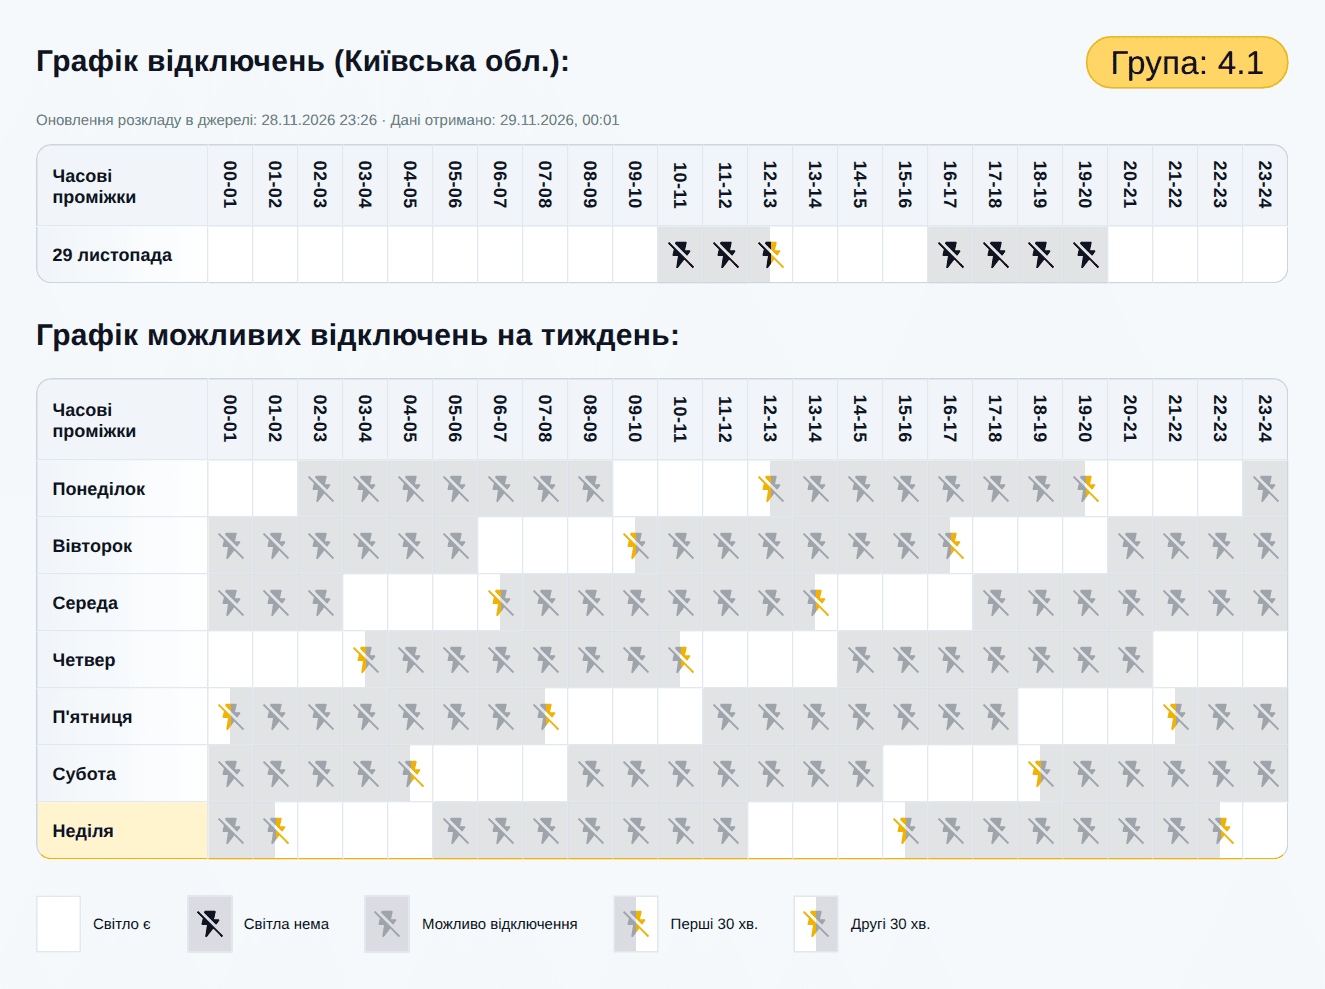 Графік відключень (Київська обл.):
Група: 4.1
Оновлення розкладу в джерелі: 28.11.2026 23:26 · Дані отримано: 29.11.2026, 00:01
Часові проміжки 00-01 01-02 02-03 03-04 04-05 05-06 06-07 07-08 08-09 09-10 10-11 11-12 12-13 13-14 14-15 15-16 16-17 17-18 18-19 19-20 20-21 21-22 22-23 23-24
29 листопада
Графік можливих відключень на тиждень:
Часові проміжки 00-01 01-02 02-03 03-04 04-05 05-06 06-07 07-08 08-09 09-10 10-11 11-12 12-13 13-14 14-15 15-16 16-17 17-18 18-19 19-20 20-21 21-22 22-23 23-24
Понеділок
Вівторок
Середа
Четвер
П'ятниця
Субота
Неділя
Світло є Світла нема Можливо відключення Перші 30 хв. Другі 30 хв.